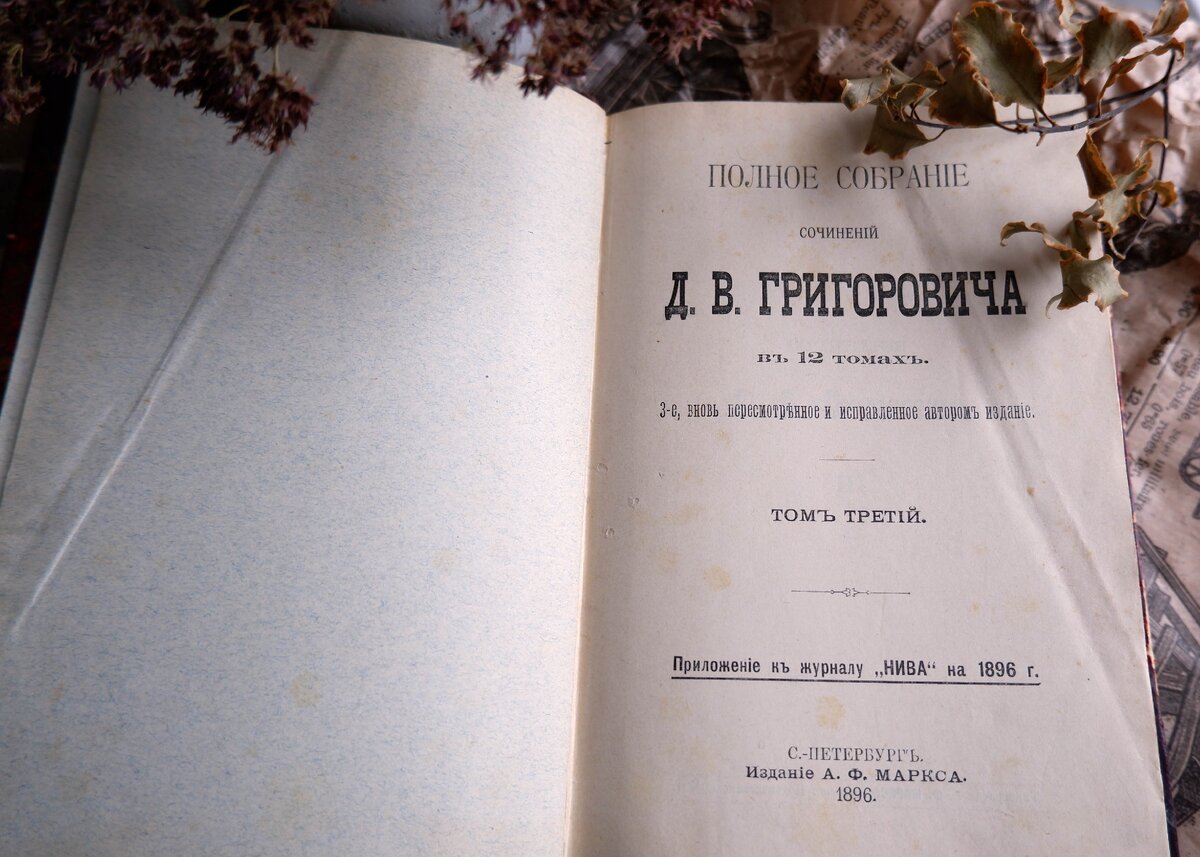 ПОЛНОЕ СОБРАНІЕ
СОЧИНЕНІЙ
Д. В. ГРИГОРОВИЧА
въ 12 томахъ.
3-е, вновь пересмотрѣнное и исправленное авторомъ изданіе.
ТОМЪ ТРЕТІЙ.
Приложеніе къ журналу „НИВА“ на 1896 г.
С.-ПЕТЕРБУРГЪ.
Изданіе А. Ф. МАРКСА.
1896.